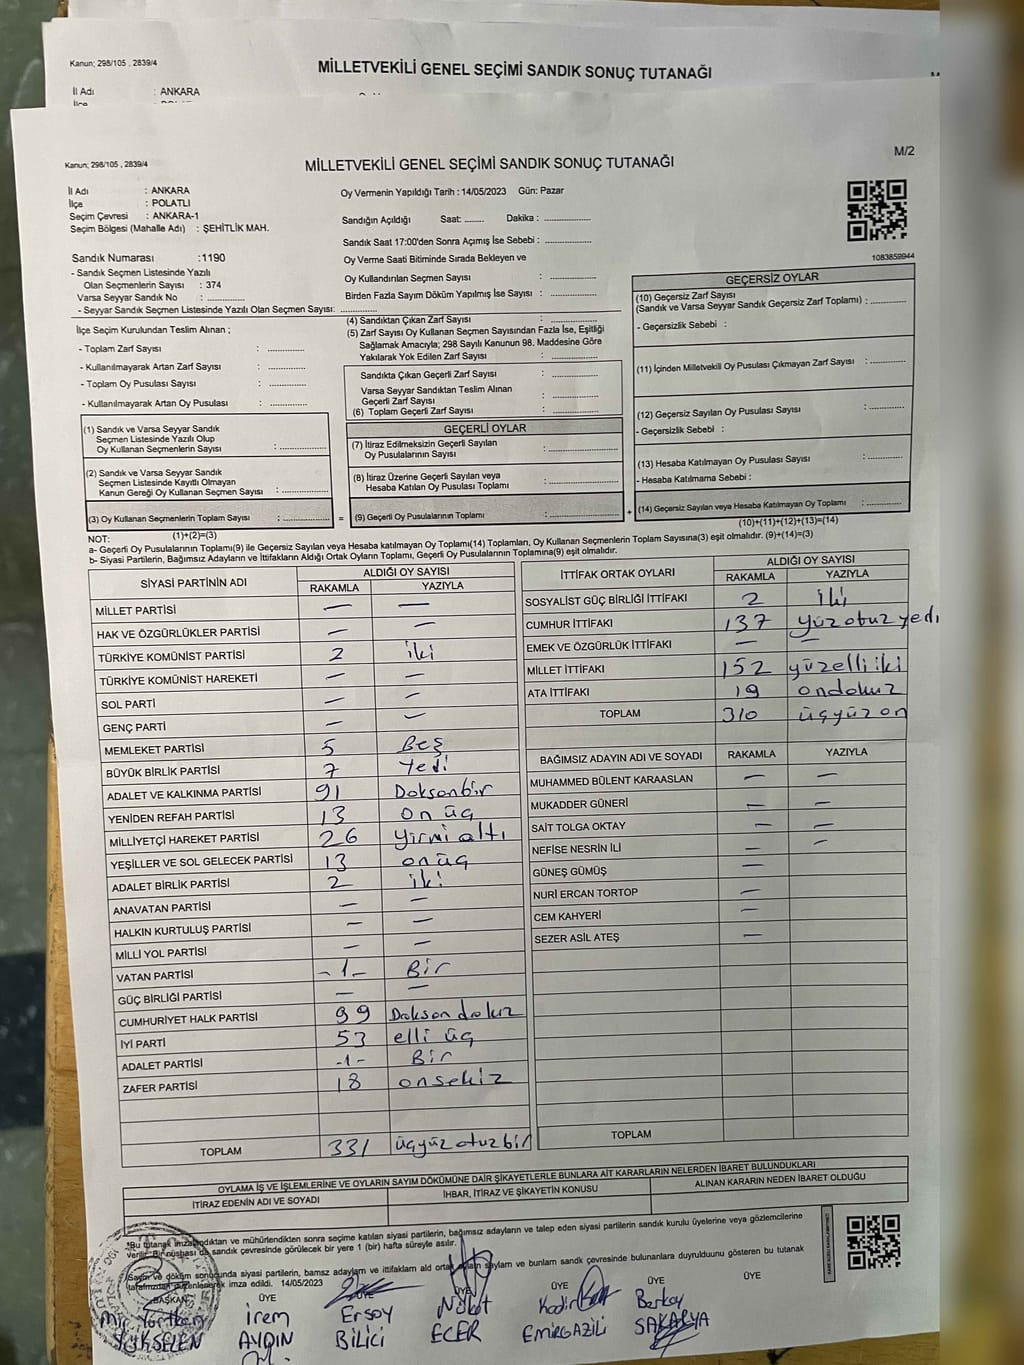 Kanun; 298/105 , 2839/4
MİLLETVEKİLİ GENEL SEÇİMİ SANDIK SONUÇ TUTANAĞI
İl Adı : ANKARA
Kanun; 298/105 , 2839/4
MİLLETVEKİLİ GENEL SEÇİMİ SANDIK SONUÇ TUTANAĞI
M/2
İl Adı : ANKARA
İlçe : POLATLI
Seçim Çevresi : ANKARA-1
Seçim Bölgesi (Mahalle Adı) : ŞEHİTLİK MAH.
Oy Vermenin Yapıldığı Tarih : 14/05/2023 Gün: Pazar
Sandığın Açıldığı Saat: ........ Dakika : ..............
Sandık Saat 17:00'den Sonra Açımış İse Sebebi : ..............
1083859944
Sandık Numarası :1190
- Sandık Seçmen Listesinde Yazılı
Olan Seçmenlerin Sayısı : 374
Varsa Seyyar Sandık No : ..............
- Seyyar Sandık Seçmen Listesinde Yazılı Olan Seçmen Sayısı: ..............
Oy Verme Saati Bitiminde Sırada Bekleyen ve
Oy Kullandırılan Seçmen Sayısı : ..............
Birden Fazla Sayım Döküm Yapılmış İse Sayısı : ..............
İlçe Seçim Kurulundan Teslim Alınan ;
- Toplam Zarf Sayısı : ..............
- Kullanılmayarak Artan Zarf Sayısı : ..............
- Toplam Oy Pusulası Sayısı : ..............
- Kullanılmayarak Artan Oy Pusulası : ..............
(4) Sandıktan Çıkan Zarf Sayısı : ..............
(5) Zarf Sayısı Oy Kullanan Seçmen Sayısından Fazla İse, Eşitliği
Sağlamak Amacıyla; 298 Sayılı Kanunun 98. Maddesine Göre
Yakılarak Yok Edilen Zarf Sayısı : ..............
Sandıkta Çıkan Geçerli Zarf Sayısı : ..............
Varsa Seyyar Sandıktan Teslim Alınan
Geçerli Zarf Sayısı : ..............
(6) Toplam Geçerli Zarf Sayısı : ..............
GEÇERSİZ OYLAR
(10) Geçersiz Zarf Sayısı
(Sandık ve Varsa Seyyar Sandık Geçersiz Zarf Toplamı) : ..............
- Geçersizlik Sebebi :
(11) İçinden Milletvekili Oy Pusulası Çıkmayan Zarf Sayısı : ..............
(12) Geçersiz Sayılan Oy Pusulası Sayısı : ..............
- Geçersizlik Sebebi :
(13) Hesaba Katılmayan Oy Pusulası Sayısı : ..............
- Hesaba Katılmama Sebebi :
(14) Geçersiz Sayılan veya Hesaba Katılmayan Oy Toplamı : ..............
(10)+(11)+(12)+(13)=(14)
(1) Sandık ve Varsa Seyyar Sandık
Seçmen Listesinde Yazılı Olup
Oy Kullanan Seçmenlerin Sayısı : ..............
(2) Sandık ve Varsa Seyyar Sandık
Seçmen Listesinde Kayıtlı Olmayan
Kanun Gereği Oy Kullanan Seçmen Sayısı : ..............
(3) Oy Kullanan Seçmenlerin Toplam Sayısı : ..............
(1)+(2)=(3)
GEÇERLİ OYLAR
(7) İtiraz Edilmeksizin Geçerli Sayılan
Oy Pusulalarının Sayısı : ..............
(8) İtiraz Üzerine Geçerli Sayılan veya
Hesaba Katılan Oy Pusulası Toplamı : ..............
= (9) Geçerli Oy Pusulalarının Toplamı : .............. +
NOT:
a- Geçerli Oy Pusulalarının Toplamı(9) ile Geçersiz Sayılan veya Hesaba katılmayan Oy Toplamı(14) Toplamları, Oy Kullanan Seçmenlerin Toplam Sayısına(3) eşit olmalıdır. (9)+(14)=(3)
b- Siyasi Partilerin, Bağımsız Adayların ve İttifakların Aldığı Ortak Oyların Toplamı, Geçerli Oy Pusulalarının Toplamına(9) eşit olmalıdır.
SİYASİ PARTİNİN ADI ALDIĞI OY SAYISI
RAKAMLA YAZIYLA
MİLLET PARTİSİ — —
HAK VE ÖZGÜRLÜKLER PARTİSİ — —
TÜRKİYE KOMÜNİST PARTİSİ 2 iki
TÜRKİYE KOMÜNİST HAREKETİ — —
SOL PARTİ — —
GENÇ PARTİ — —
MEMLEKET PARTİSİ 5 Beş
BÜYÜK BİRLİK PARTİSİ 7 Yedi
ADALET VE KALKINMA PARTİSİ 91 Doksanbir
YENİDEN REFAH PARTİSİ 13 on üç
MİLLİYETÇİ HAREKET PARTİSİ 26 yirmi altı
YEŞİLLER VE SOL GELECEK PARTİSİ 13 onüç
ADALET BİRLİK PARTİSİ 2 iki
ANAVATAN PARTİSİ — —
HALKIN KURTULUŞ PARTİSİ — —
MİLLİ YOL PARTİSİ — —
VATAN PARTİSİ -1- Bir
GÜÇ BİRLİĞİ PARTİSİ — —
CUMHURİYET HALK PARTİSİ 99 Doksan dokuz
İYİ PARTİ 53 elli üç
ADALET PARTİSİ -1- Bir
ZAFER PARTİSİ 18 onsekiz
TOPLAM 331 üçyüz otuzbir
İTTİFAK ORTAK OYLARI ALDIĞI OY SAYISI
RAKAMLA YAZIYLA
SOSYALİST GÜÇ BİRLİĞİ İTTİFAKI 2 iki
CUMHUR İTTİFAKI 137 yüzotuzyedi
EMEK VE ÖZGÜRLÜK İTTİFAKI — —
MİLLET İTTİFAKI 152 yüzelliiki
ATA İTTİFAKI 19 ondokuz
TOPLAM 310 üçyüzon
BAĞIMSIZ ADAYIN ADI VE SOYADI RAKAMLA YAZIYLA
MUHAMMED BÜLENT KARAASLAN — —
MUKADDER GÜNERİ — —
SAİT TOLGA OKTAY — —
NEFİSE NESRİN İLİ — —
GÜNEŞ GÜMÜŞ —
NURİ ERCAN TORTOP —
CEM KAHYERİ —
SEZER ASİL ATEŞ —
TOPLAM
OYLAMA İŞ VE İŞLEMLERİNE VE OYLARIN SAYIM DÖKÜMÜNE DAİR ŞİKAYETLERLE BUNLARA AİT KARARLARIN NELERDEN İBARET BULUNDUKLARI
İTİRAZ EDENİN ADI VE SOYADI İHBAR, İTİRAZ VE ŞİKAYETİN KONUSU ALINAN KARARIN NEDEN İBARET OLDUĞU
*Bu tutanak imzalandıktan ve mühürlendikten sonra seçime katılan siyasi partilerin, bağımsız adayların ve talep eden siyasi partilerin sandık kurulu üyelerine veya gözlemcilerine
verilir. Bir nüshası da sandık çevresinde görülecek bir yere 1 (bir) hafta süreyle asılır.
Sayım ve döküm sonucunda siyasi partilerin, bamsz adayların ve ittifakların ald ortak oyların saylam ve bunlam sandk çevresinde bulunanlara duyrulduunu gösteren bu tutanak
tarafımızdan düzenlenerek imza edildi. 14/05/2023
BAŞKAN ÜYE ÜYE ÜYE ÜYE ÜYE
İrem Ersoy Kadir Berkay
YÜKSELEN AYDIN BİLİCİ ECER EMİRGAZİLİ SAKARYA